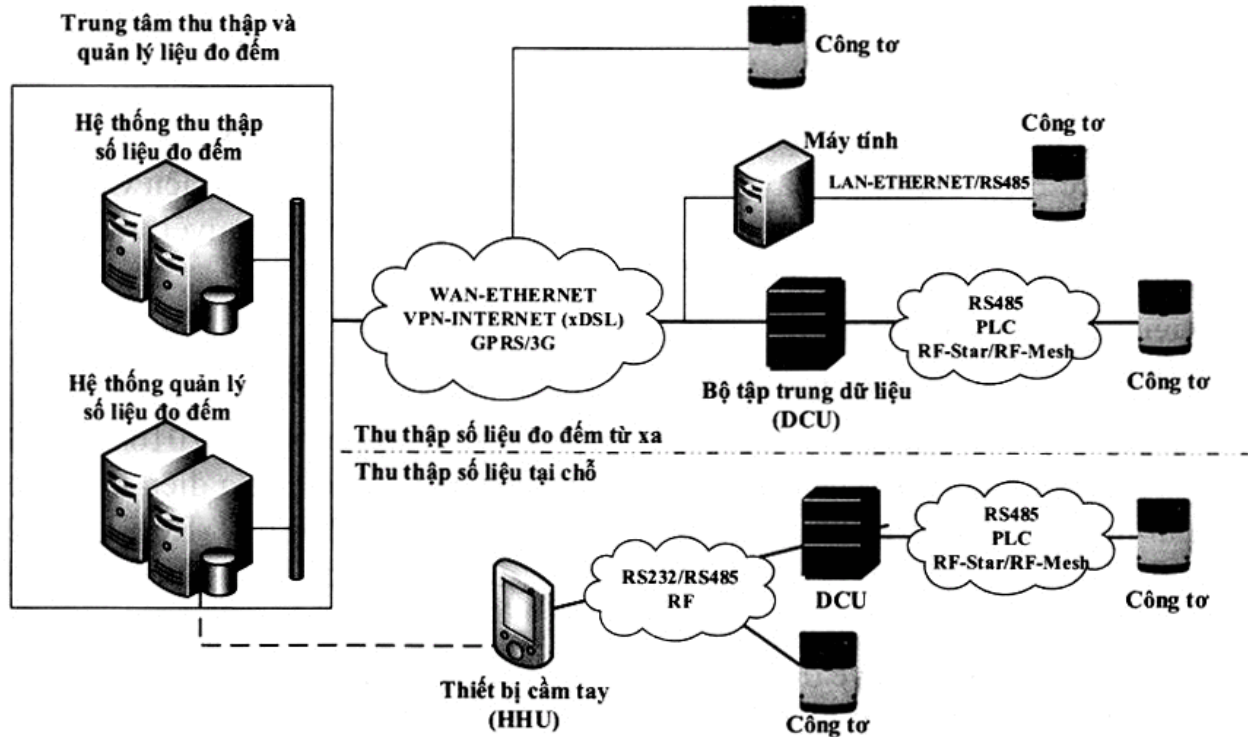 Trung tâm thu thập và
quản lý liệu đo đếm
Hệ thống thu thập
số liệu đo đếm
Hệ thống quản lý
số liệu đo đếm
Công tơ
Máy tính
LAN-ETHERNET/RS485
Công tơ
WAN-ETHERNET
VPN-INTERNET (xDSL)
GPRS/3G
Bộ tập trung dữ liệu
(DCU)
RS485
PLC
RF-Star/RF-Mesh
Công tơ
Thu thập số liệu đo đếm từ xa
Thu thập số liệu tại chỗ
Thiết bị cầm tay
(HHU)
RS232/RS485
RF
DCU
RS485
PLC
RF-Star/RF-Mesh
Công tơ
Công tơ